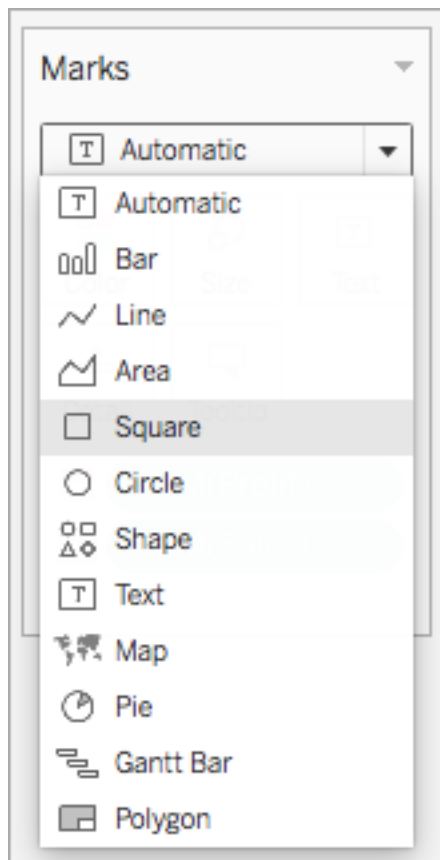 Marks
Automatic
Automatic
Bar
Line
Area
Square
Circle
Shape
Text
Map
Pie
Gantt Bar
Polygon